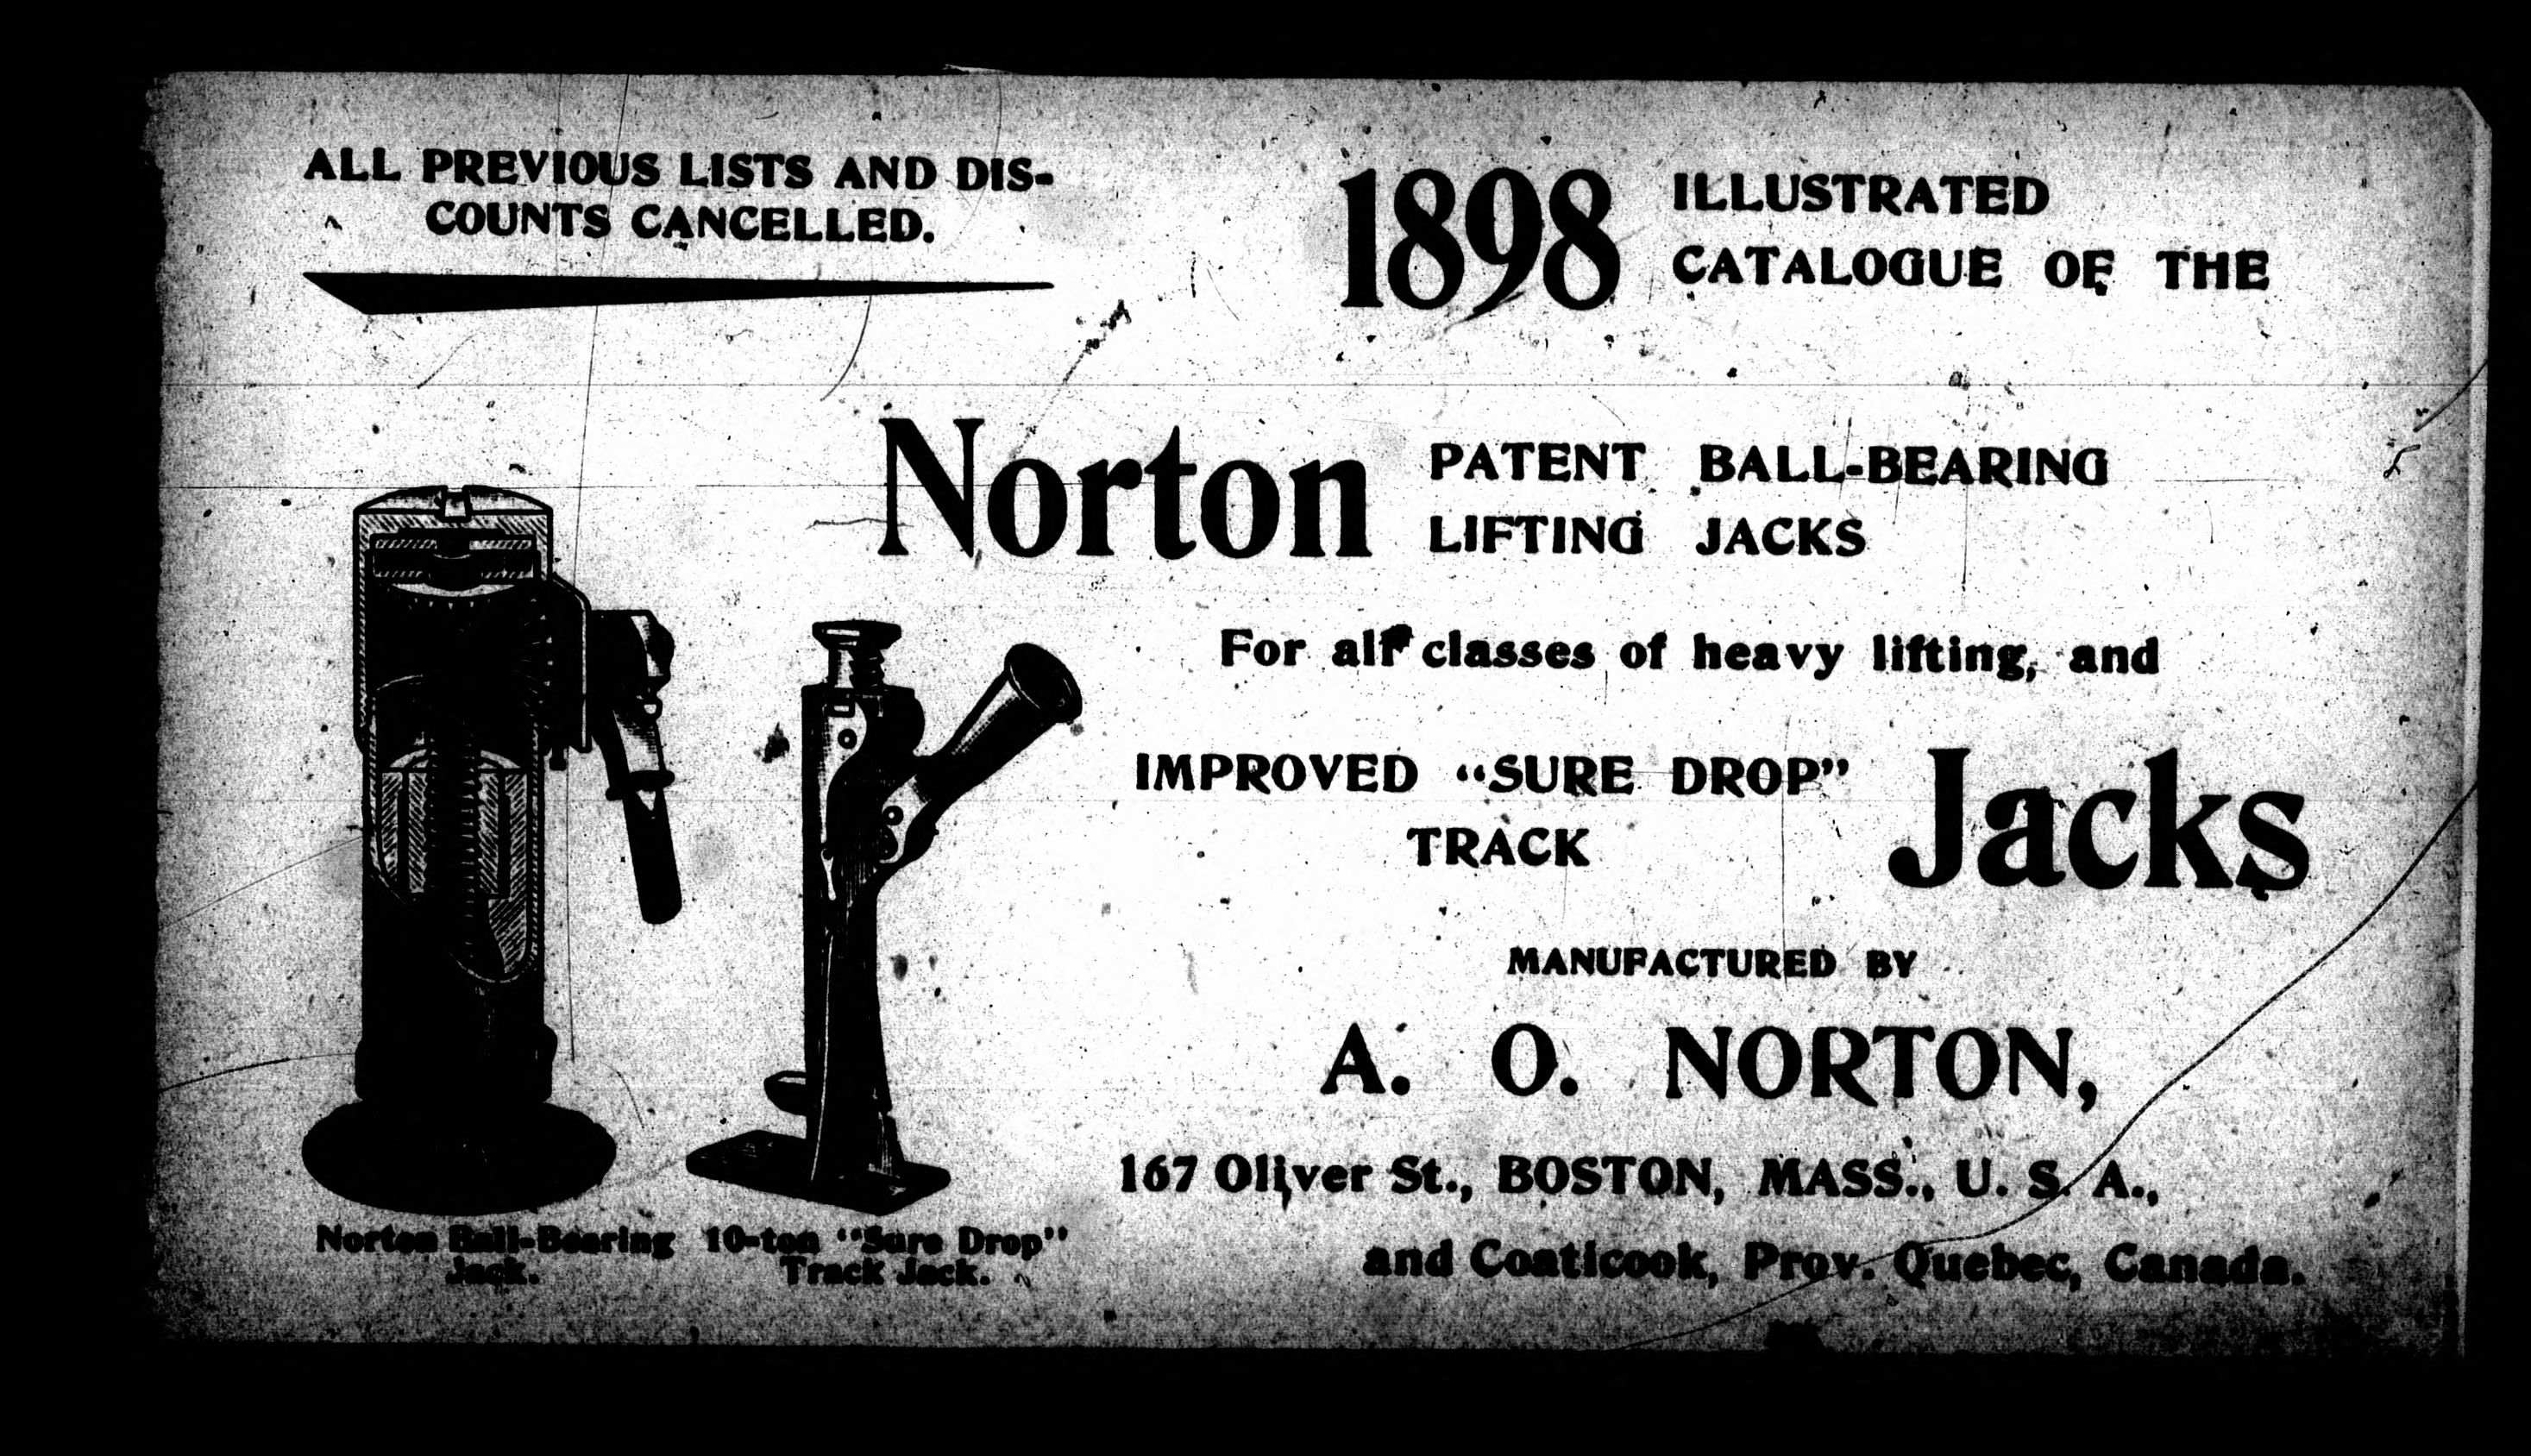 ALL PREVIOUS LISTS AND DIS-
COUNTS CANCELLED.
1898 ILLUSTRATED
CATALOGUE OF THE
Norton PATENT BALL-BEARING
LIFTING JACKS
For all classes of heavy lifting, and
IMPROVED “SURE DROP”
TRACK
Jacks
MANUFACTURED BY
A. O. NORTON,
167 Oliver St., BOSTON, MASS., U. S. A.,
and Coaticook, Prov. Quebec, Canada.
Norton Ball-Bearing
Jack.
10-ton “Sure Drop”
Track Jack.